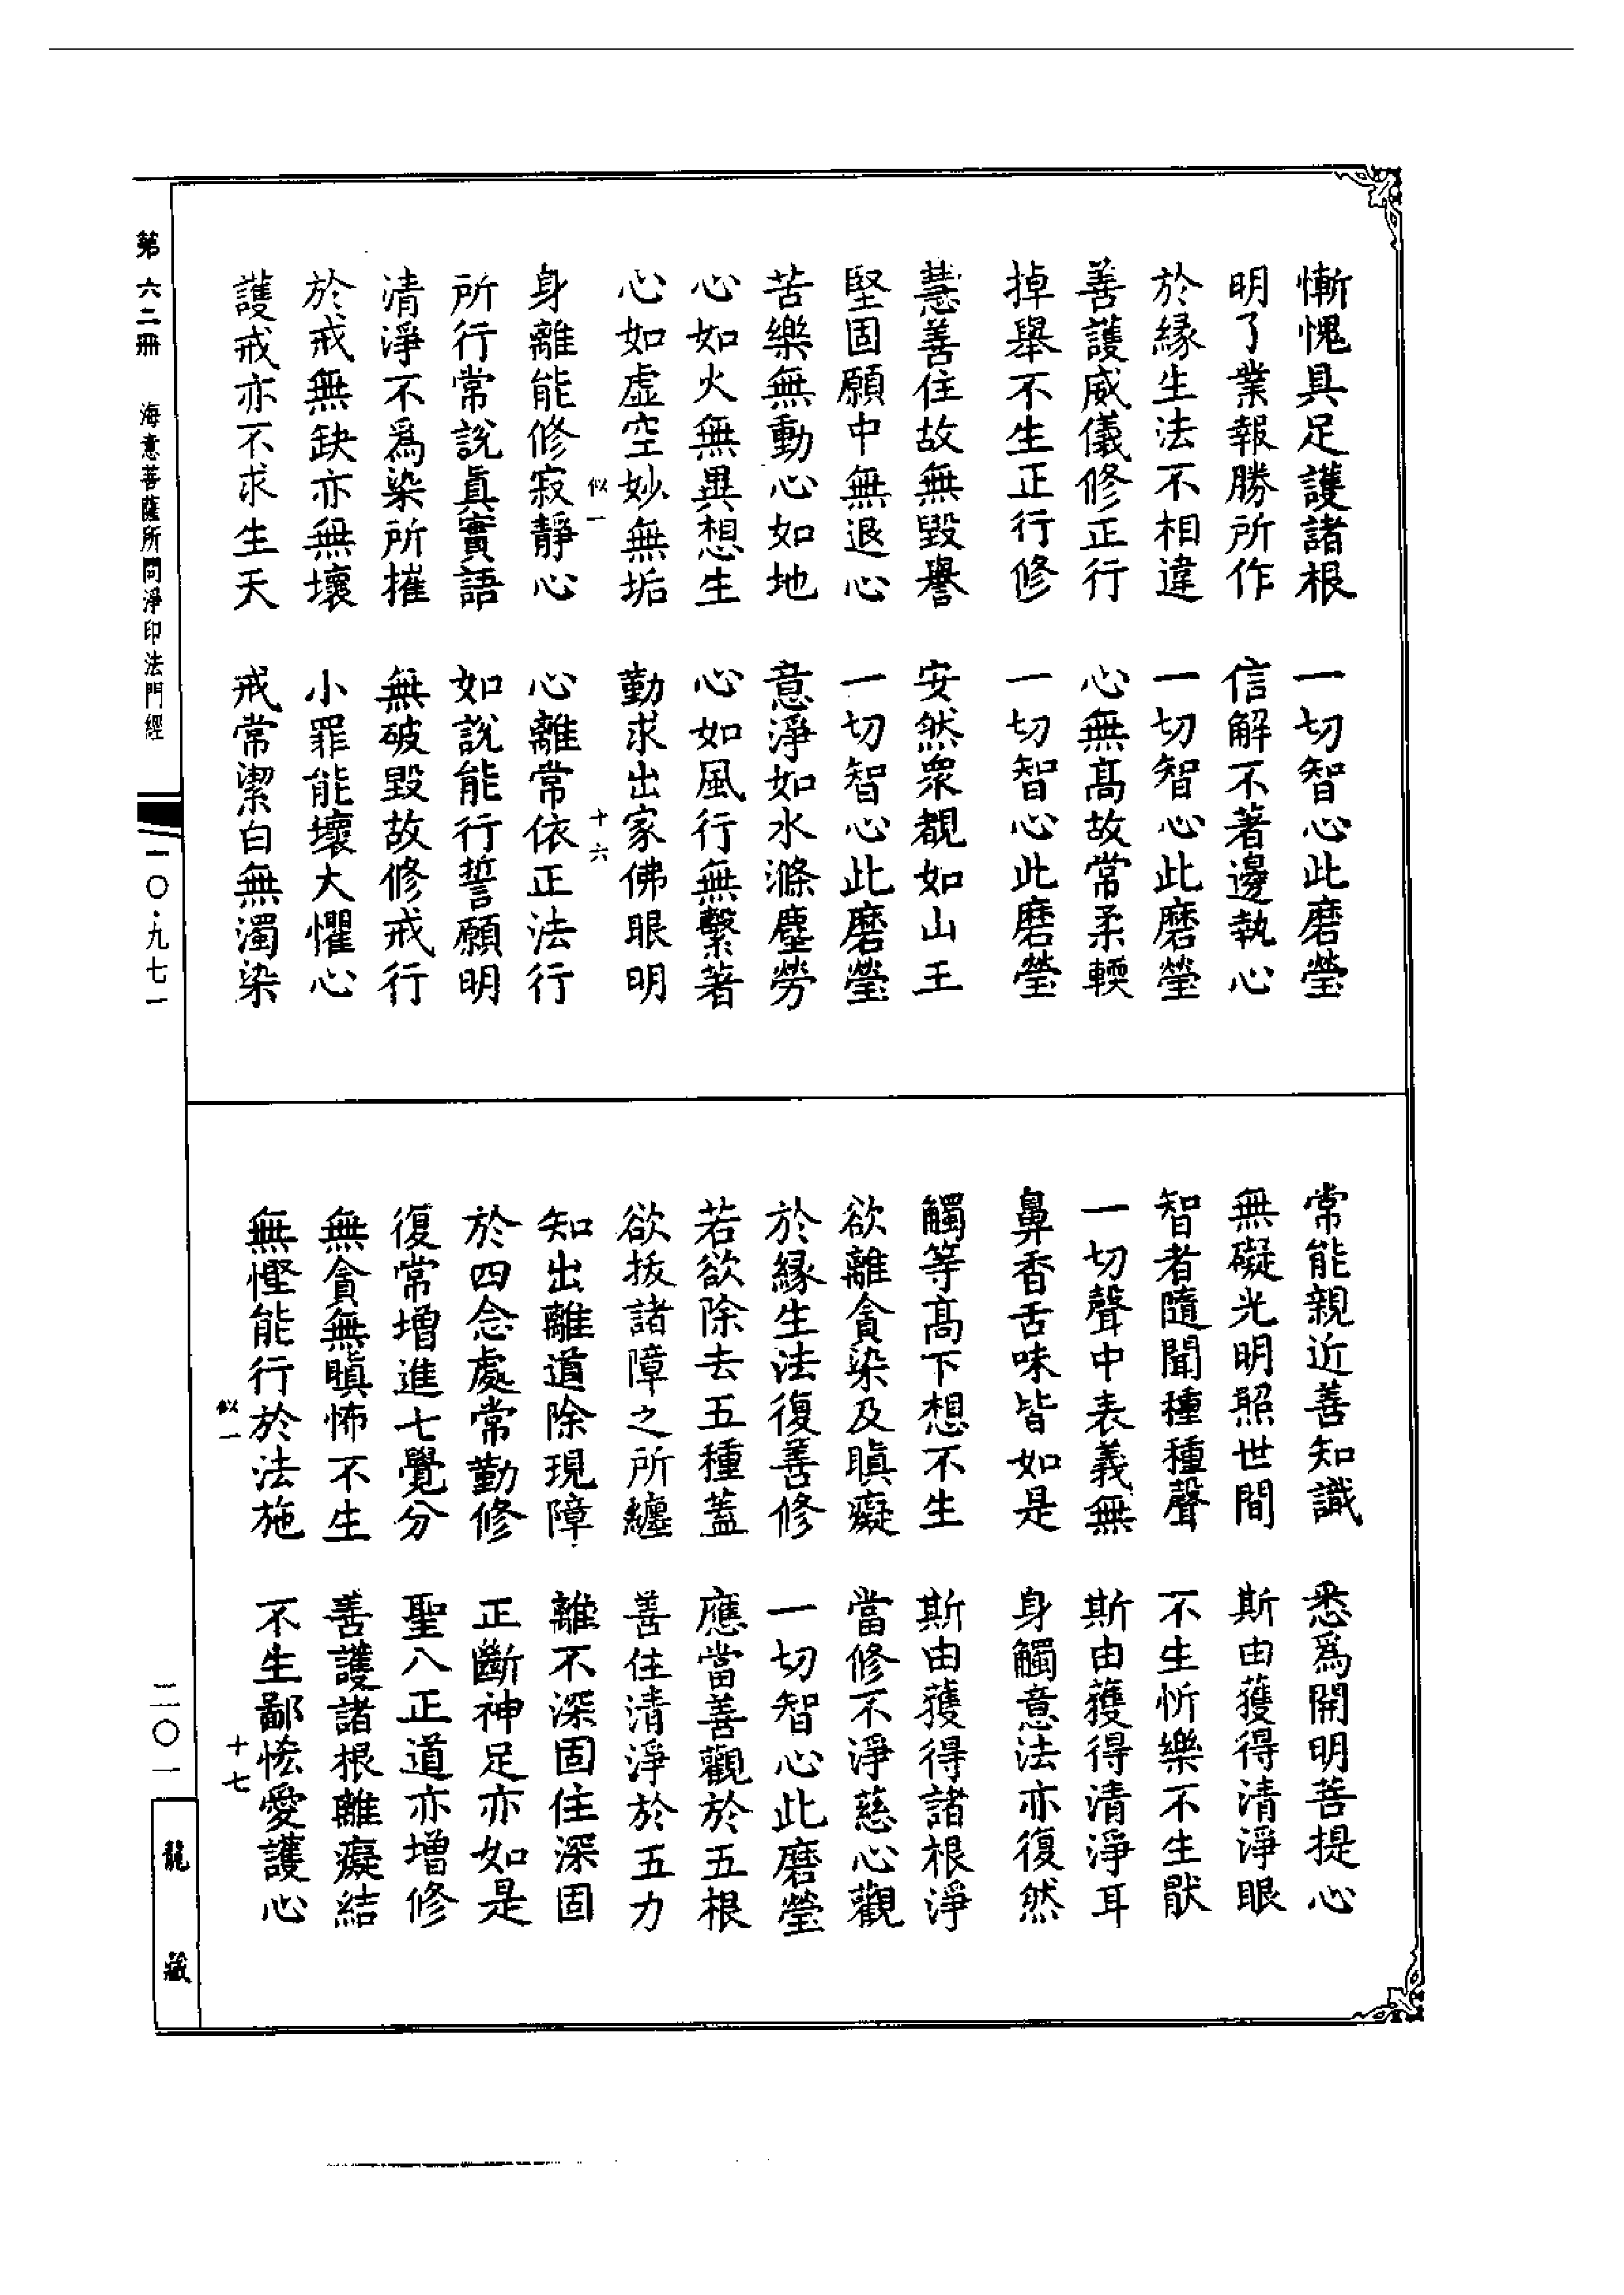 慚愧具足護諸根　一切智心此磨瑩
明了業報勝所作　信解不著邊執心
於緣生法不相違　一切智心此磨瑩
善護威儀修正行　心無高故常柔輭
掉舉不生正行修　一切智心此磨瑩
慧善住故無毀譽　安然衆覩如山王
堅固願中無退心　一切智心此磨瑩
苦樂無動心如地　意淨如水滌塵勞
心如火無異想生　心如風行無繫著
心如虛空妙無垢　勤求出家佛眼明
似一　十六
身離能修寂靜心　心離常依正法行
所行常說眞實語　如說能行誓願明
清淨不爲染所摧　無破毀故修戒行
於戒無缺亦無壞　小罪能壞大懼心
護戒亦不求生天　戒常潔白無濁染
常能親近善知識　悉爲開明菩提心
無礙光明照世間　斯由獲得清淨眼
智者隨聞種種聲　不生忻樂不生猒
一切聲中表義無　斯由獲得清淨耳
鼻香舌味皆如是　身觸意法亦復然
觸等高下想不生　斯由獲得諸根淨
欲離貪染及瞋癡　當修不淨慈心觀
於緣生法復善修　一切智心此磨瑩
若欲除去五種蓋　應當善觀於五根
欲拔諸障之所纏　善住清淨於五力
知出離道除現障　離不深固住深固
於四念處常勤修　正斷神足亦如是
復常增進七覺分　聖八正道亦增修
無貪無瞋怖不生　善護諸根離癡結
無慳能行於法施　不生鄙悋愛護心
似一　十七
第六二冊　海意菩薩所問淨印法門經　一〇·九七一　二〇一　龍藏